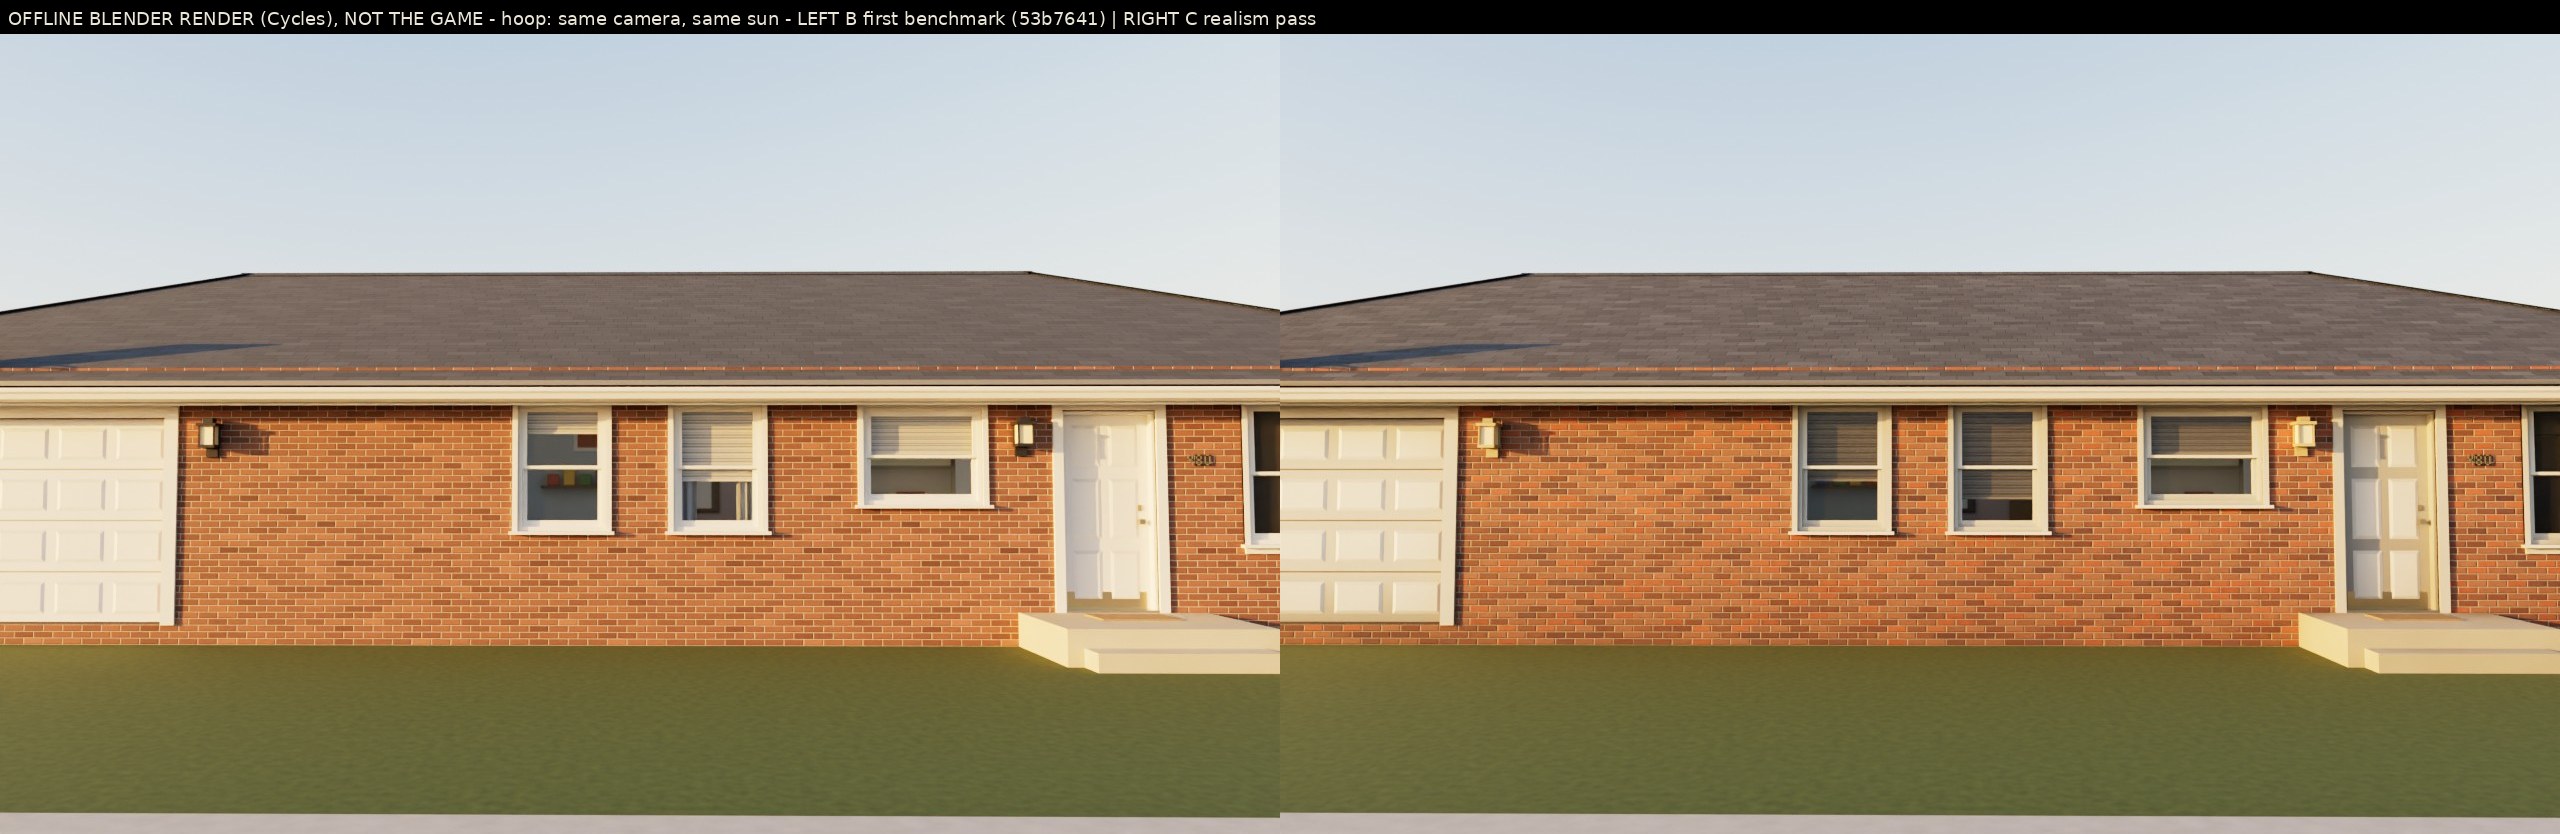 OFFLINE BLENDER RENDER (Cycles), NOT THE GAME - hoop: same camera, same sun - LEFT B first benchmark (53b7641) | RIGHT C realism pass